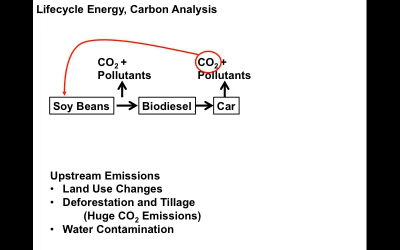 Lifecycle Energy, Carbon Analysis
CO2 + CO2 +
Pollutants Pollutants
Soy Beans Biodiesel Car
Upstream Emissions
• Land Use Changes
• Deforestation and Tillage
(Huge CO2 Emissions)
• Water Contamination